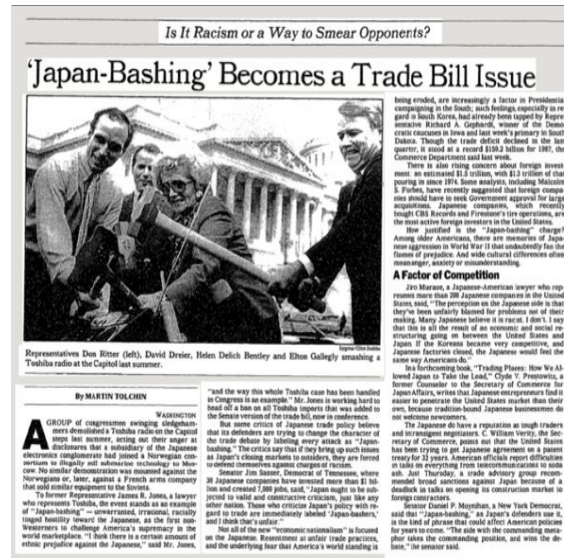 Is It Racism or a Way to Smear Opponents?
'Japan-Bashing' Becomes a Trade Bill Issue
Representatives Don Ritter (left), David Dreier, Helen Delich Bentley and Elton Gallegly smashing a
Toshiba radio at the Capitol last summer.
By MARTIN TOLCHIN
WASHINGTON
A GROUP of congressmen swinging sledgeham-
mers demolished a Toshiba radio on the Capitol
steps last summer, acting out their anger at
disclosures that a subsidiary of the Japanese
electronics conglomerate had joined a Norwegian con-
sortium to illegally sell submarine technology to Mos-
cow. No similar demonstration was mounted against the
Norwegians or, later, against a French arms company
that sold similar equipment to the Soviets.
To former Representative James R. Jones, a lawyer
who represents Toshiba, the event stands as an example
of "Japan-bashing" — unwarranted, irrational, racially
tinged hostility toward the Japanese, as the first non-
Westerners to challenge America's supremacy in the
world marketplace. "I think there is a certain amount of
ethnic prejudice against the Japanese," said Mr. Jones,
"and the way this whole Toshiba case has been handled
in Congress is an example." Mr. Jones is working hard to
head off a ban on all Toshiba imports that was added to
the Senate version of the trade bill, now in conference.
But some critics of Japanese trade policy believe
that its defenders are trying to change the character of
the trade debate by labeling every attack as "Japan-
bashing." The critics say that if they bring up such issues
as Japan's closing markets to outsiders, they are forced
to defend themselves against charges of racism.
Senator Jim Sasser, Democrat of Tennessee, where
30 Japanese companies have invested more than $1 bil-
lion and created 7,000 jobs, said, "Japan ought to be sub-
jected to valid and constructive criticism, just like any
other nation. Those who criticize Japan's policy with re-
gard to trade are immediately labeled 'Japan-bashers,'
and I think that's unfair."
Not all of the new "economic nationalism" is focused
on the Japanese. Resentment at unfair trade practices,
and the underlying fear that America's world standing is
being eroded, are increasingly a factor in Presidential
campaigning in the South; such feelings, especially in re-
gard to South Korea, had already been tapped by Repre-
sentative Richard A. Gephardt, winner of the Demo-
cratic caucuses in Iowa and last week's primary in South
Dakota. Though the trade deficit declined in the last
quarter, it stood at a record $159.2 billion for 1987, the
Commerce Department said last week.
There is also rising concern about foreign invest-
ment, an estimated $1.5 trillion, with $1.3 trillion of that
pouring in since 1974. Some analysts, including Malcolm
S. Forbes, have recently suggested that foreign compa-
nies should have to seek Government approval for large
acquisitions. Japanese companies, which recently
bought CBS Records and Firestone's tire operations, are
the most active foreign investors in the United States.
How justified is the "Japan-bashing" charge?
Among older Americans, there are memories of Japa-
nese aggression in World War II that undoubtedly fan the
flames of prejudice. And wide cultural differences often
mean anger, anxiety or misunderstanding.
A Factor of Competition
Jiro Murase, a Japanese-American lawyer who rep-
resents more than 200 Japanese companies in the United
States, said, "The perception on the Japanese side is that
they've been unfairly blamed for problems not of their
making. Many Japanese believe it is racist. I don't. I say
that this is all the result of an economic and social re-
structuring going on between the United States and
Japan. If the Koreans became very competitive, and
Japanese factories closed, the Japanese would feel the
same way Americans do."
In a forthcoming book, "Trading Places: How We Al-
lowed Japan to Take the Lead," Clyde V. Prestowitz, a
former Counselor to the Secretary of Commerce for
Japan Affairs, writes that Japanese entrepreneurs find it
easier to penetrate the United States market than their
own, because tradition-bound Japanese businessmen do
not welcome newcomers.
The Japanese do have a reputation as tough traders
and intransigent negotiators. C. William Verity, the Sec-
retary of Commerce, points out that the United States
has been trying to get Japanese agreement on a patent
treaty for 22 years. American officials report difficulties
in talks on everything from telecommunications to soda
ash. Just Thursday, a trade advisory group recom-
mended broad sanctions against Japan because of a
deadlock in talks on opening its construction market to
foreign contractors.
Senator Daniel P. Moynihan, a New York Democrat,
said that "Japan-bashing," as Japan's defenders use it,
is the kind of phrase that could affect American policies
for years to come. "The side with the commanding meta-
phor takes the commanding position, and wins the de-
bate," the senator said.